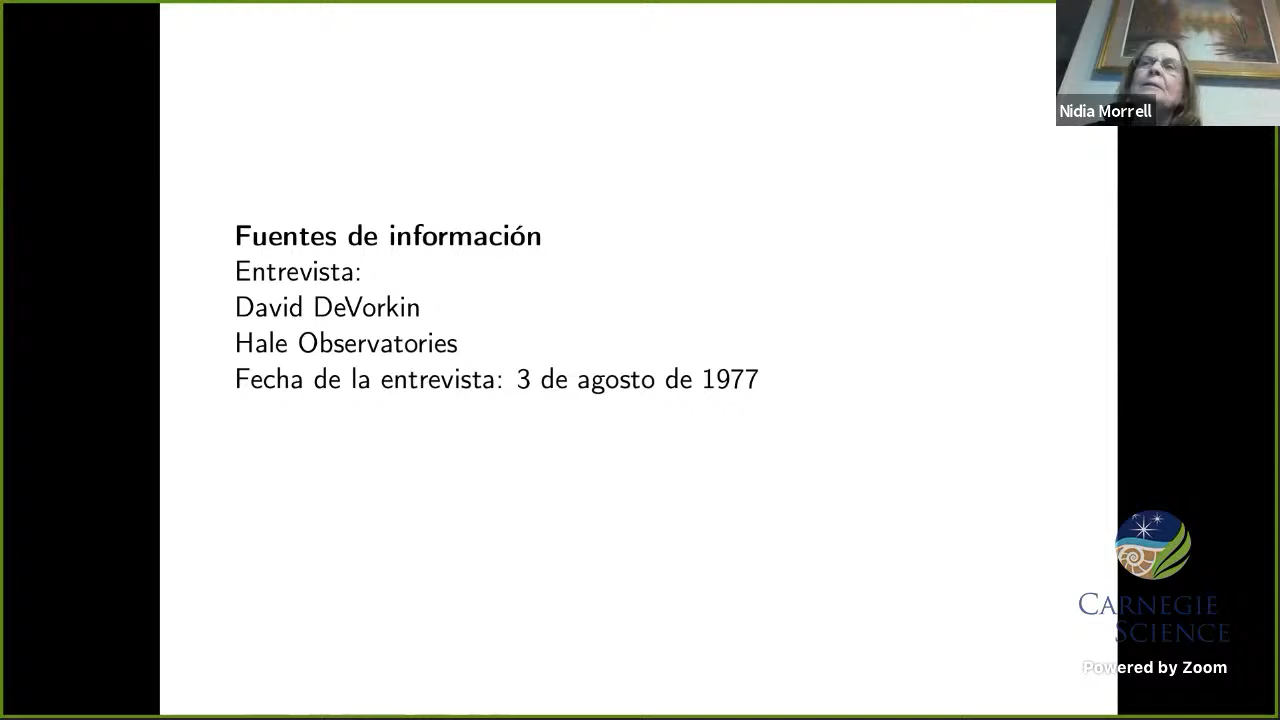 Nidia Morrell
Fuentes de información
Entrevista:
David DeVorkin
Hale Observatories
Fecha de la entrevista: 3 de agosto de 1977
CARNEGIE
SCIENCE
Powered by Zoom